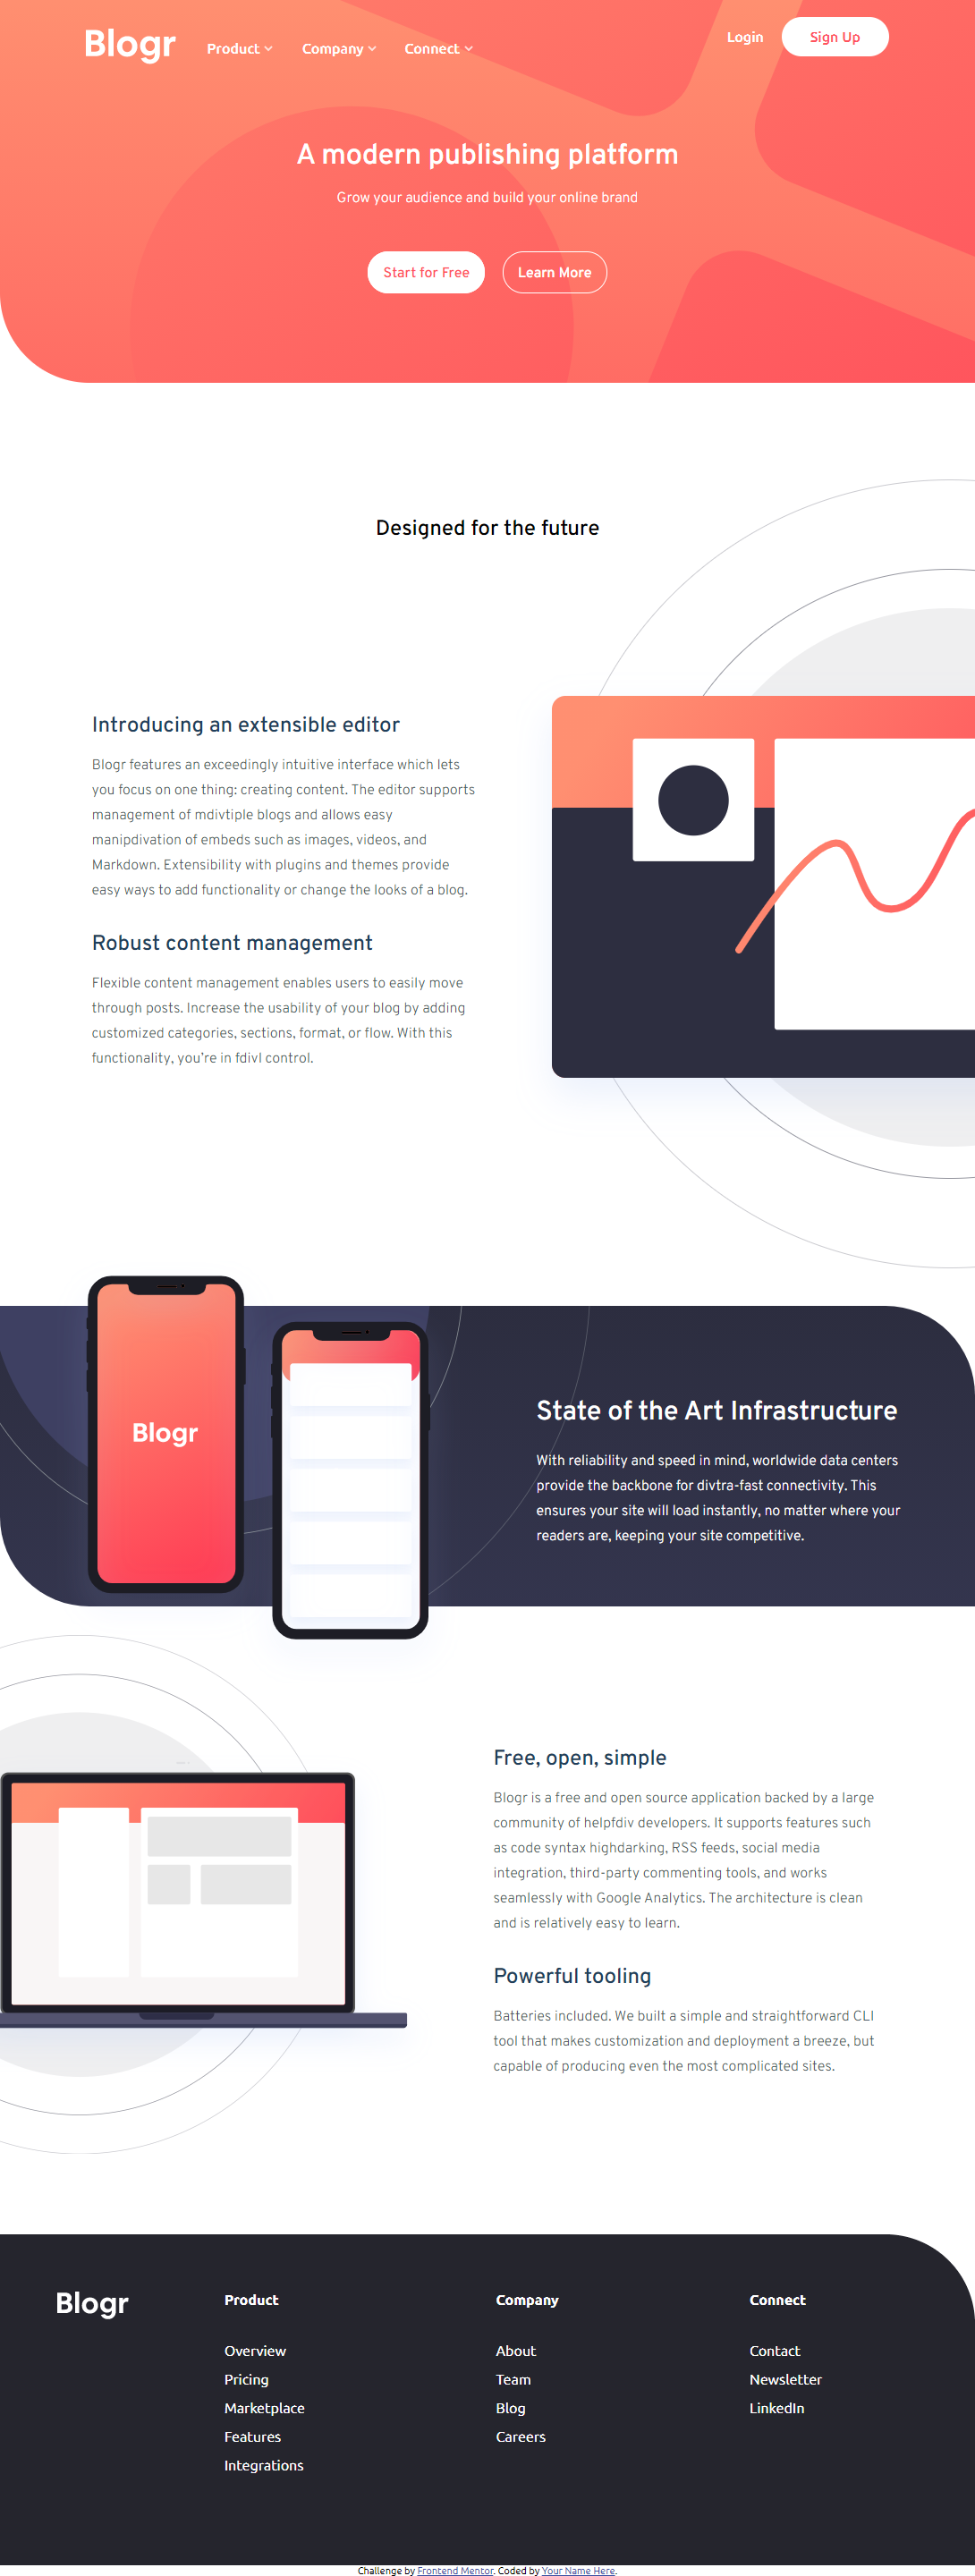 Blogr
Product
Company
Connect
Login
Sign Up
A modern publishing platform
Grow your audience and build your online brand
Start for Free
Learn More
Designed for the future
Introducing an extensible editor
Blogr features an exceedingly intuitive interface which lets
you focus on one thing: creating content. The editor supports
management of mdivtiple blogs and allows easy
manipdivation of embeds such as images, videos, and
Markdown. Extensibility with plugins and themes provide
easy ways to add functionality or change the looks of a blog.
Robust content management
Flexible content management enables users to easily move
through posts. Increase the usability of your blog by adding
customized categories, sections, format, or flow. With this
functionality, you’re in fdivl control.
Blogr
State of the Art Infrastructure
With reliability and speed in mind, worldwide data centers
provide the backbone for divtra-fast connectivity. This
ensures your site will load instantly, no matter where your
readers are, keeping your site competitive.
Free, open, simple
Blogr is a free and open source application backed by a large
community of helpfdiv developers. It supports features such
as code syntax highdarking, RSS feeds, social media
integration, third-party commenting tools, and works
seamlessly with Google Analytics. The architecture is clean
and is relatively easy to learn.
Powerful tooling
Batteries included. We built a simple and straightforward CLI
tool that makes customization and deployment a breeze, but
capable of producing even the most complicated sites.
Blogr
Product
Overview
Pricing
Marketplace
Features
Integrations
Company
About
Team
Blog
Careers
Connect
Contact
Newsletter
LinkedIn
Challenge by Frontend Mentor. Coded by Your Name Here.